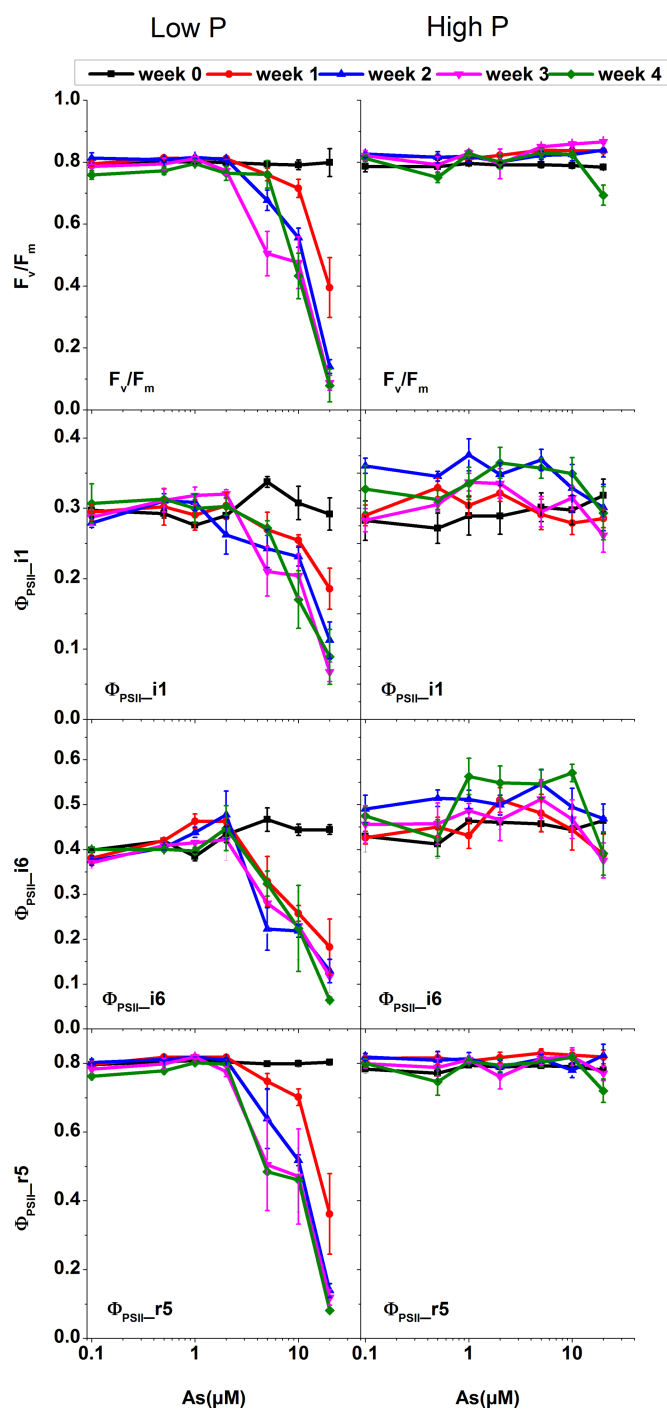 Low P High P
week 0 week 1 week 2 week 3 week 4
1.0
0.8
0.6
0.4
0.2
0.0
Fv/Fm
Fv/Fm Fv/Fm
0.4
0.3
0.2
0.1
0.0
ΦPSII_i1
ΦPSII_i1 ΦPSII_i1
0.6
0.5
0.4
0.3
0.2
0.1
0.0
ΦPSII_i6
ΦPSII_i6 ΦPSII_i6
0.8
0.6
0.4
0.2
0.0
ΦPSII_r5
ΦPSII_r5 ΦPSII_r5
0.1 1 10 0.1 1 10
As(µM) As(µM)